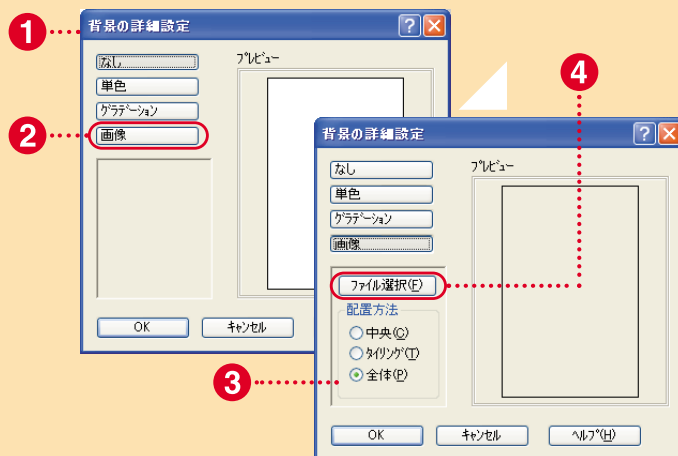 1
背景の詳細設定
なし
単色
グラデーション
2
画像
プレビュー
OK
キャンセル
4
背景の詳細設定
なし
単色
グラデーション
画像
プレビュー
ファイル選択(F)
配置方法
中央(C)
タイリング(T)
3
全体(P)
OK
キャンセル
ヘルプ(H)